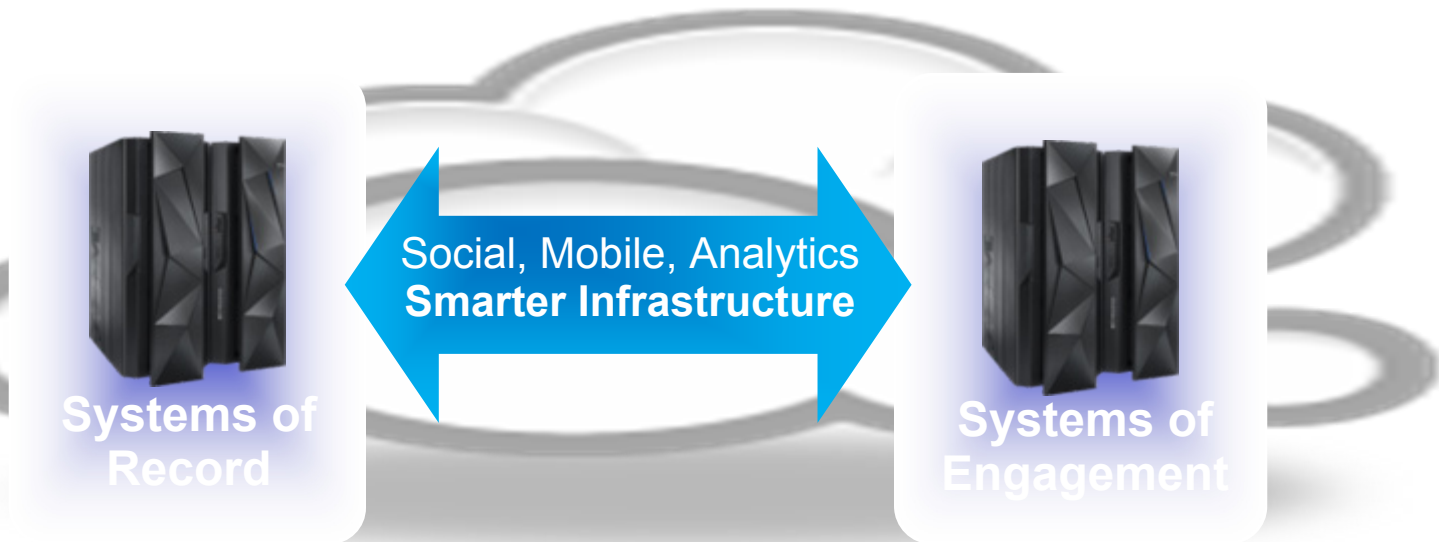 Social, Mobile, Analytics
Smarter Infrastructure
Systems of
Record
Systems of
Engagement